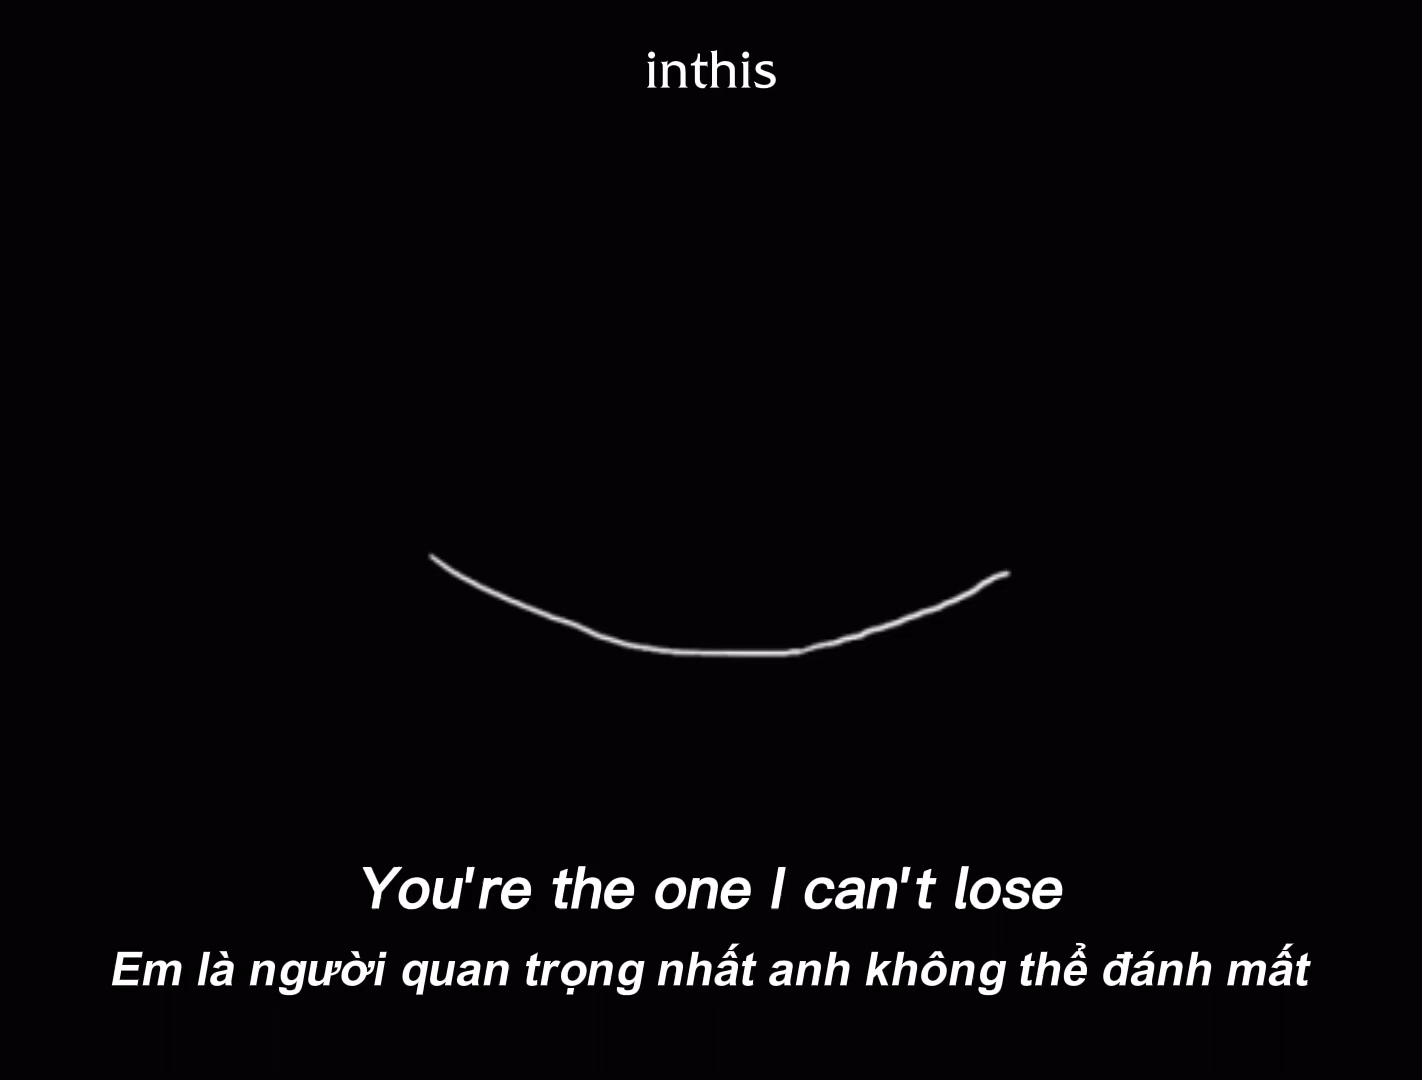 inthis
You're the one I can't lose
Em là người quan trọng nhất anh không thể đánh mất